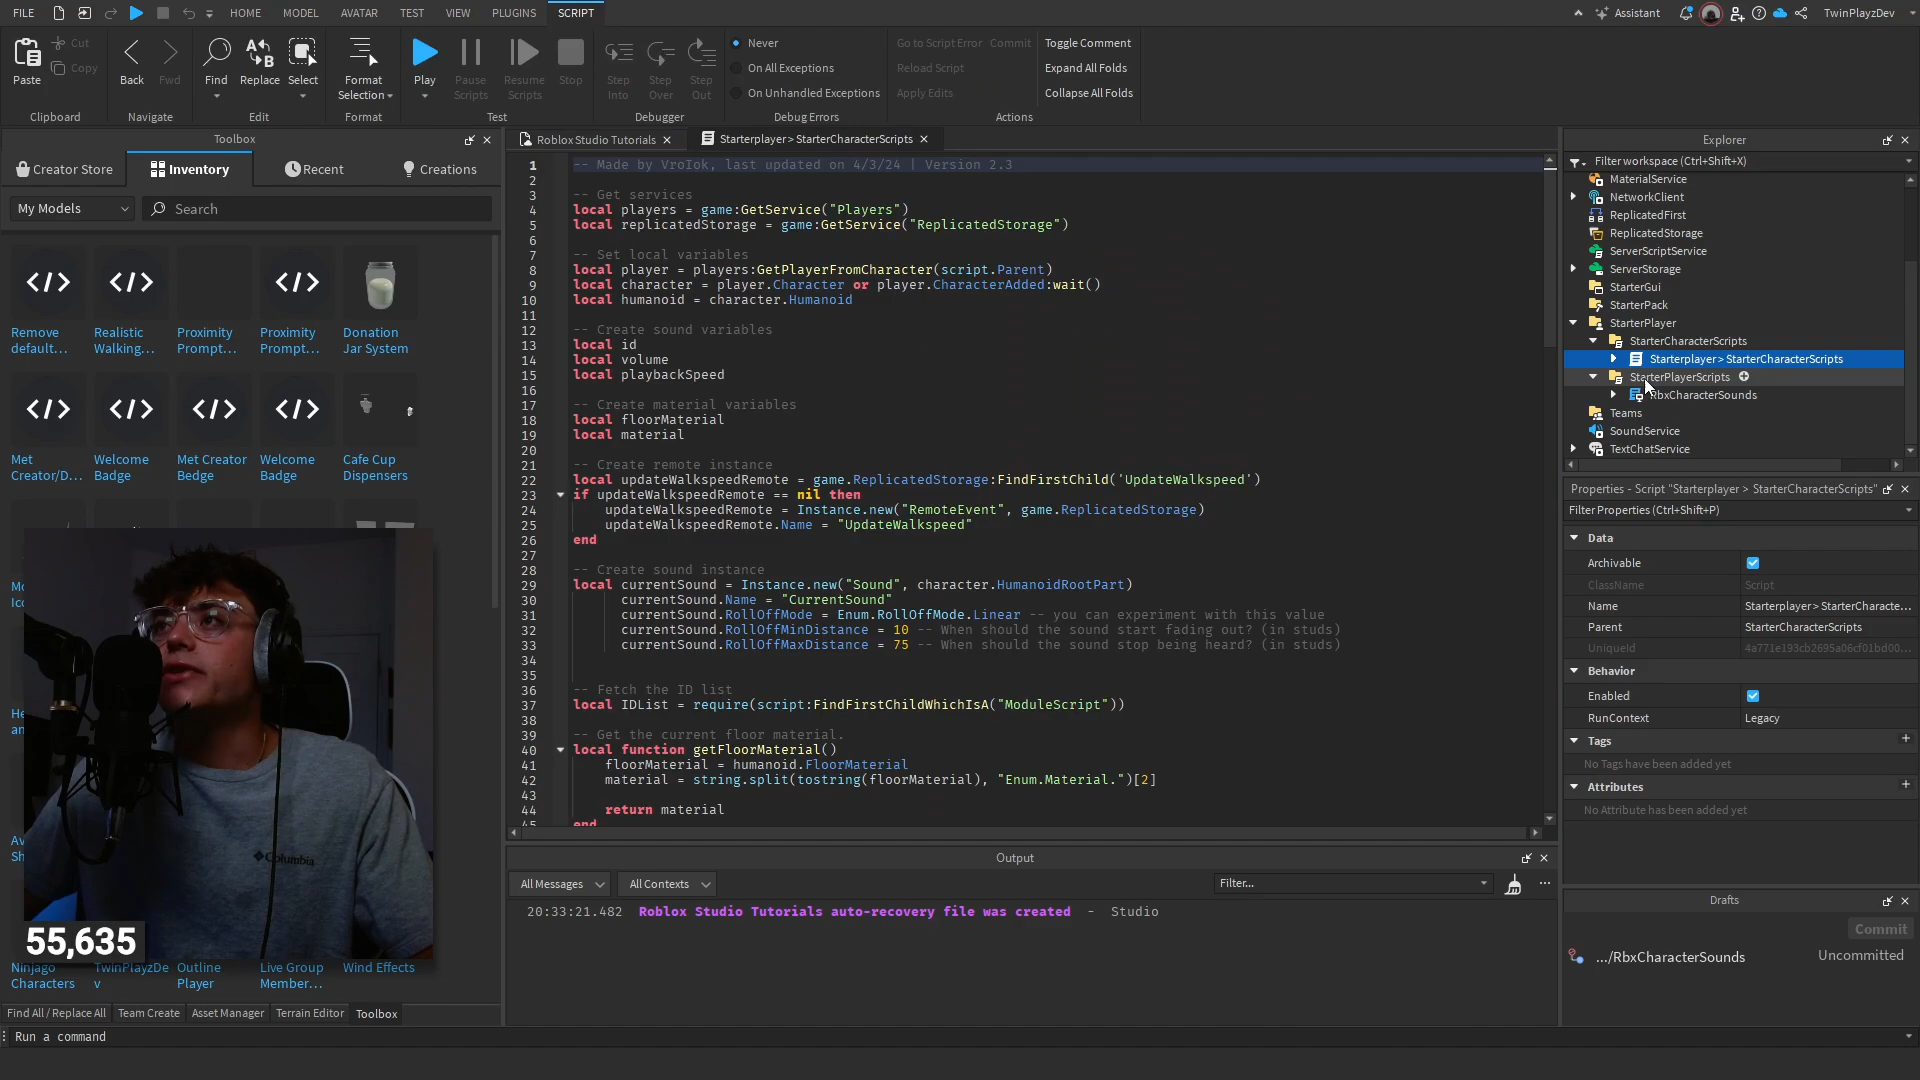 FILE HOME MODEL AVATAR TEST VIEW PLUGINS SCRIPT Assistant TwinPlayzDev
Paste Cut Copy Back Fwd Find Replace Select Format Selection Play Pause Scripts Resume Scripts Stop Step Into Step Over Step Out
Never
On All Exceptions
On Unhandled Exceptions
Go to Script Error Commit
Reload Script
Apply Edits
Toggle Comment
Expand All Folds
Collapse All Folds
Clipboard Navigate Edit Format Test Debugger Debug Errors Actions
Toolbox
Creator Store Inventory Recent Creations
My Models Search
Remove default... Realistic Walking... Proximity Prompt... Proximity Prompt... Donation Jar System
Met Creator/D... Welcome Badge Met Creator Badge Welcome Badge Cafe Cup Dispensers
55,635
Ninjago Characters TwinPlayzDev Outline Player Live Group Member... Wind Effects
Find All / Replace All Team Create Asset Manager Terrain Editor Toolbox
Run a command
Roblox Studio Tutorials Starterplayer > StarterCharacterScripts
1 -- Made by VroIok, last updated on 4/3/24 | Version 2.3
2
3 -- Get services
4 local players = game:GetService("Players")
5 local replicatedStorage = game:GetService("ReplicatedStorage")
6
7 -- Set local variables
8 local player = players:GetPlayerFromCharacter(script.Parent)
9 local character = player.Character or player.CharacterAdded:wait()
10 local humanoid = character.Humanoid
11
12 -- Create sound variables
13 local id
14 local volume
15 local playbackSpeed
16
17 -- Create material variables
18 local floorMaterial
19 local material
20
21 -- Create remote instance
22 local updateWalkspeedRemote = game.ReplicatedStorage:FindFirstChild('UpdateWalkspeed')
23 if updateWalkspeedRemote == nil then
24 updateWalkspeedRemote = Instance.new("RemoteEvent", game.ReplicatedStorage)
25 updateWalkspeedRemote.Name = "UpdateWalkspeed"
26 end
27
28 -- Create sound instance
29 local currentSound = Instance.new("Sound", character.HumanoidRootPart)
30 currentSound.Name = "CurrentSound"
31 currentSound.RollOffMode = Enum.RollOffMode.Linear -- you can experiment with this value
32 currentSound.RollOffMinDistance = 10 -- When should the sound start fading out? (in studs)
33 currentSound.RollOffMaxDistance = 75 -- When should the sound stop being heard? (in studs)
34
35
36 -- Fetch the ID list
37 local IDList = require(script:FindFirstChildWhichIsA("ModuleScript"))
38
39 -- Get the current floor material.
40 local function getFloorMaterial()
41 floorMaterial = humanoid.FloorMaterial
42 material = string.split(tostring(floorMaterial), "Enum.Material.")[2]
43
44 return material
45 end
Output
All Messages All Contexts Filter...
20:33:21.482 Roblox Studio Tutorials auto-recovery file was created - Studio
Explorer
Filter workspace (Ctrl+Shift+X)
MaterialService
NetworkClient
ReplicatedFirst
ReplicatedStorage
ServerScriptService
ServerStorage
StarterGui
StarterPack
StarterPlayer
StarterCharacterScripts
Starterplayer > StarterCharacterScripts
StarterPlayerScripts
RbxCharacterSounds
Teams
SoundService
TextChatService
Properties - Script "Starterplayer > StarterCharacterScripts"
Filter Properties (Ctrl+Shift+P)
Data
Archivable
ClassName Script
Name Starterplayer > StarterCharacte...
Parent StarterCharacterScripts
UniqueId 4a771e193cb2695a06cf01bd00...
Behavior
Enabled
RunContext Legacy
Tags
No Tags have been added yet
Attributes
No Attribute has been added yet
Drafts
Commit
.../RbxCharacterSounds Uncommitted
Columbia